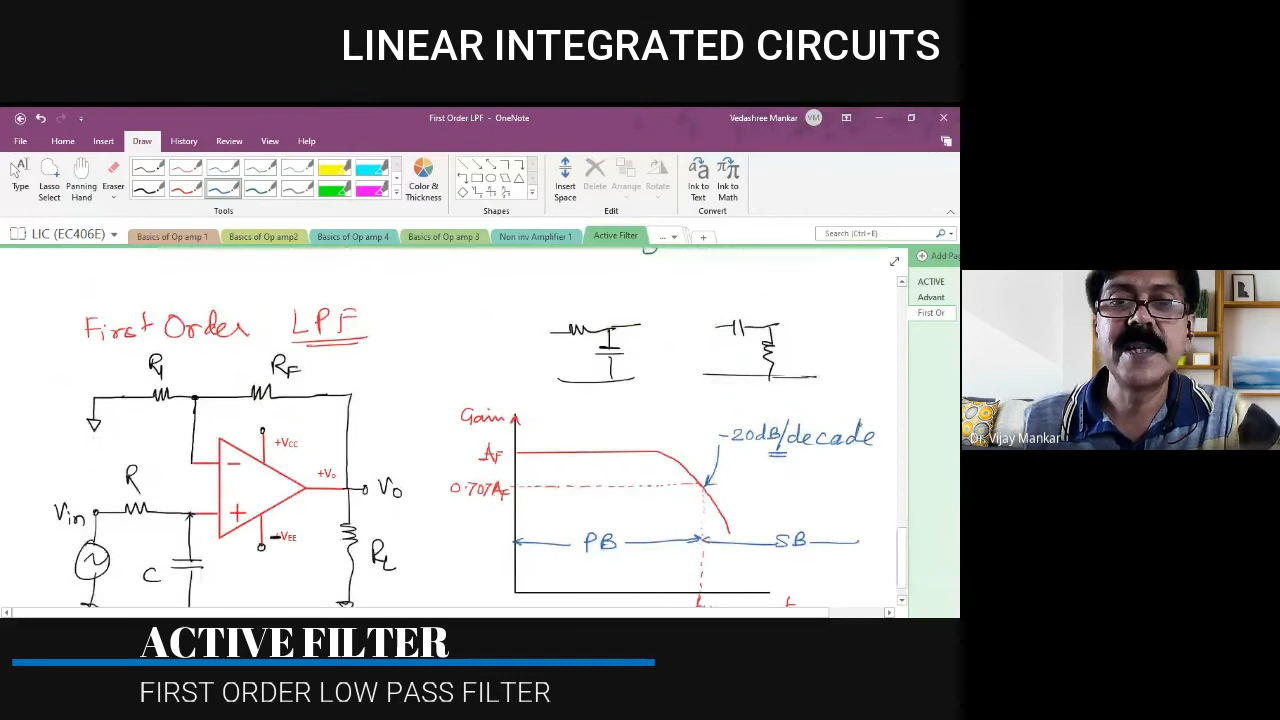 LINEAR INTEGRATED CIRCUITS
First Order LPF - OneNote
Vedashree Mankar VM
File Home Insert Draw History Review View Help
Type
Lasso Select
Panning Hand
Eraser
Color & Thickness
Insert Space
Delete
Arrange
Rotate
Ink to Text
Ink to Math
Tools
Shapes
Edit
Convert
LIC (EC406E)
Basics of Op amp 1
Basics of Op amp2
Basics of Op amp 4
Basics of Op amp 3
Non inv Amplifier 1
Active Filter
...
Search (Ctrl+E)
Add Pag
ACTIVE
Advant
First Or
First Order LPF
R1
RF
+VCC
+Vo
Vo
R
Vin
-VEE
C
RL
Gain
AF
0.707AF
-20dB/decade
PB
SB
f
Dr. Vijay Mankar
ACTIVE FILTER
FIRST ORDER LOW PASS FILTER